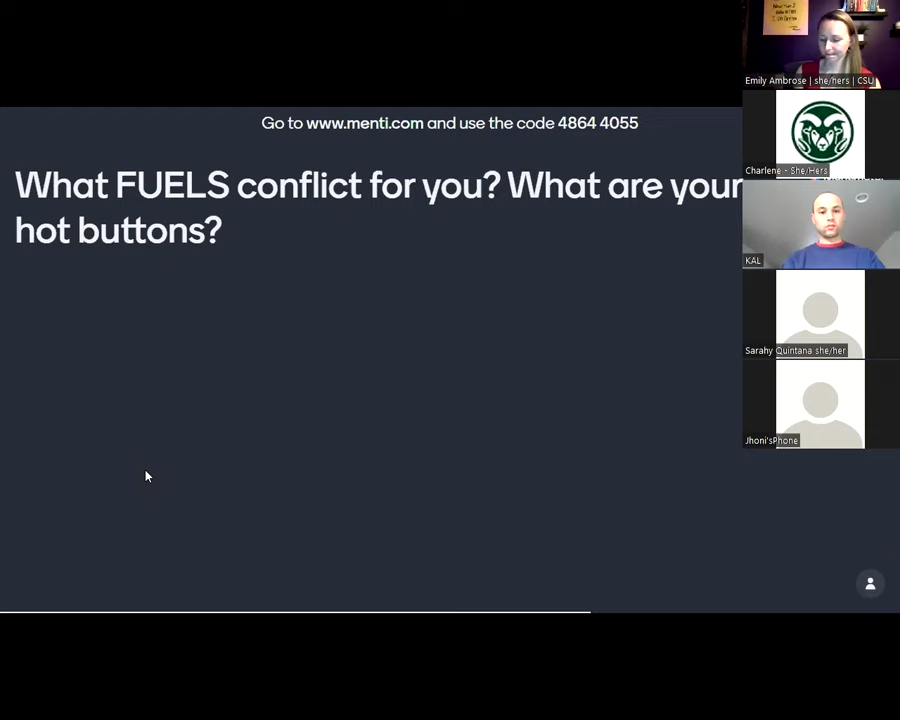 Go to www.menti.com and use the code 4864 4055
What FUELS conflict for you? What are your
hot buttons?
Emily Ambrose | she/hers | CSU
Charlene - She/Hers
KAL
Sarahy Quintana she/her
Jhoni'sPhone